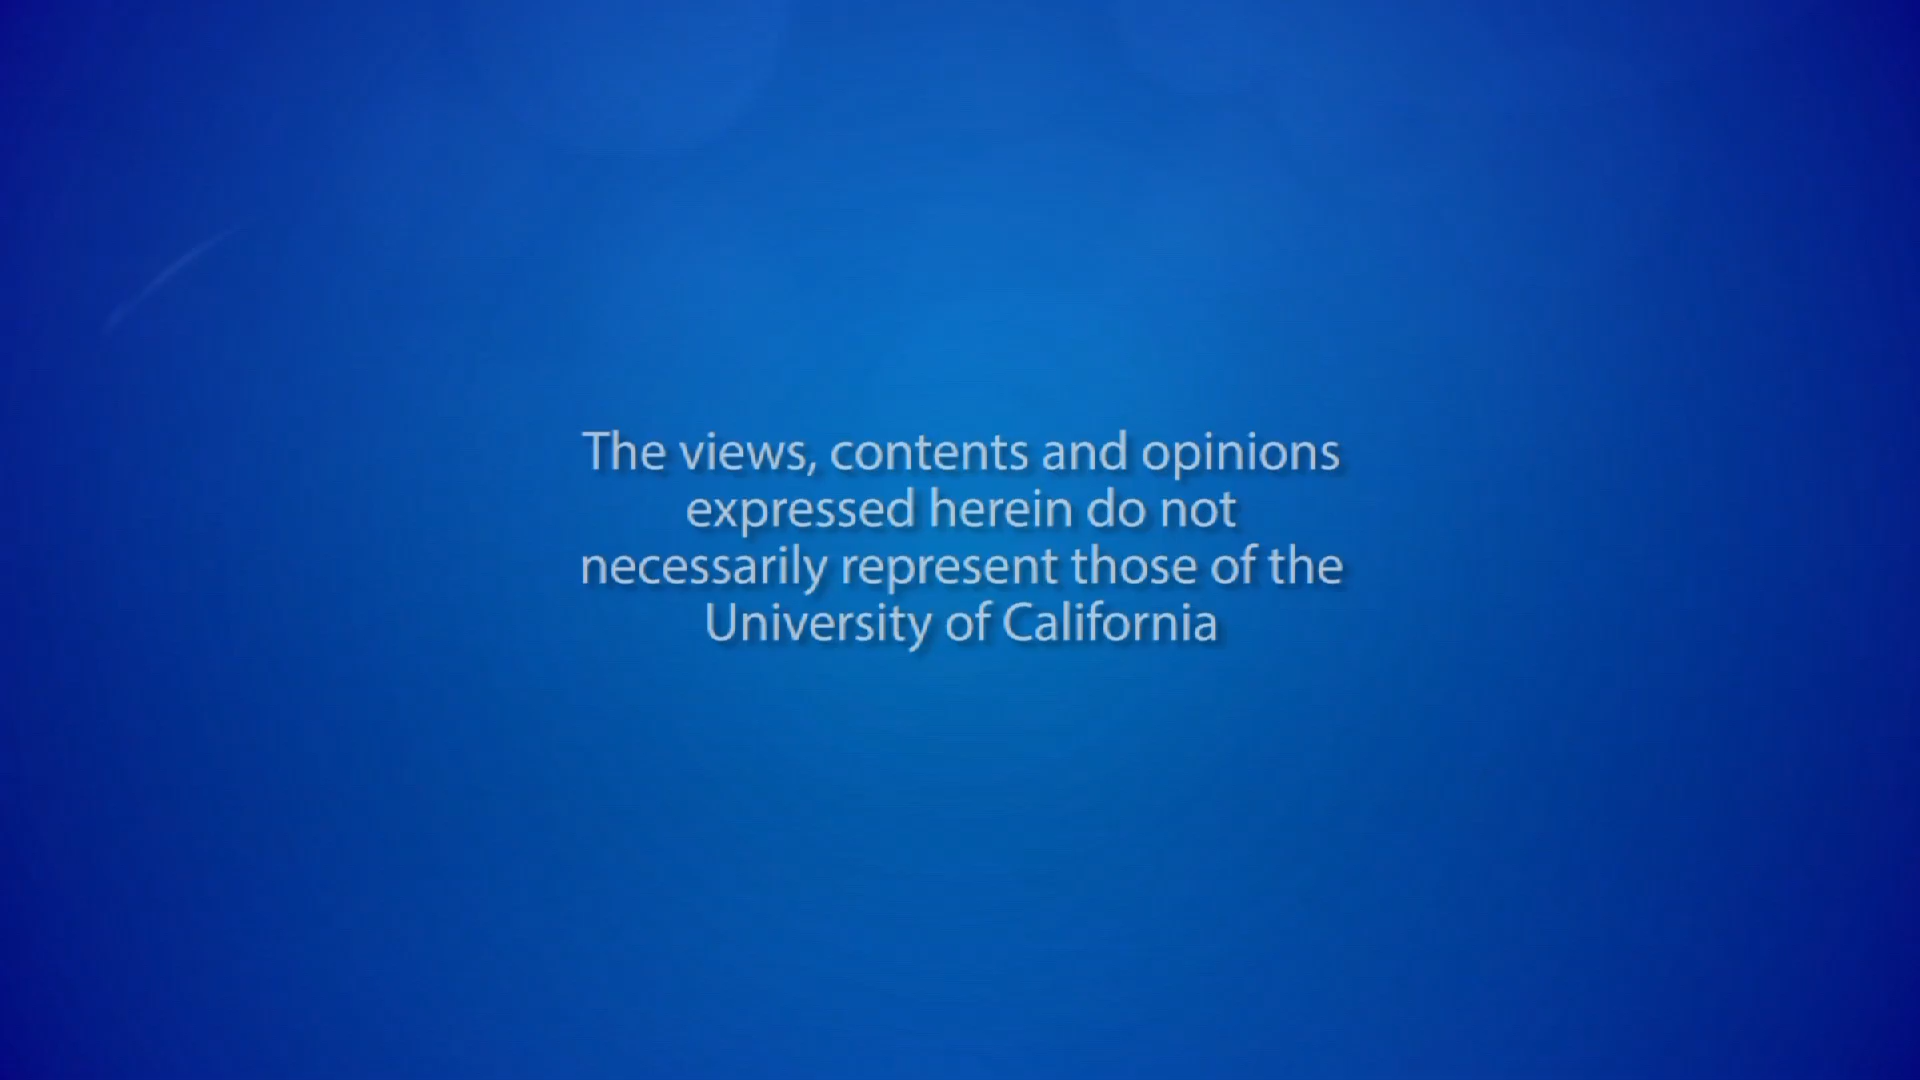 The views, contents and opinions
expressed herein do not
necessarily represent those of the
University of California